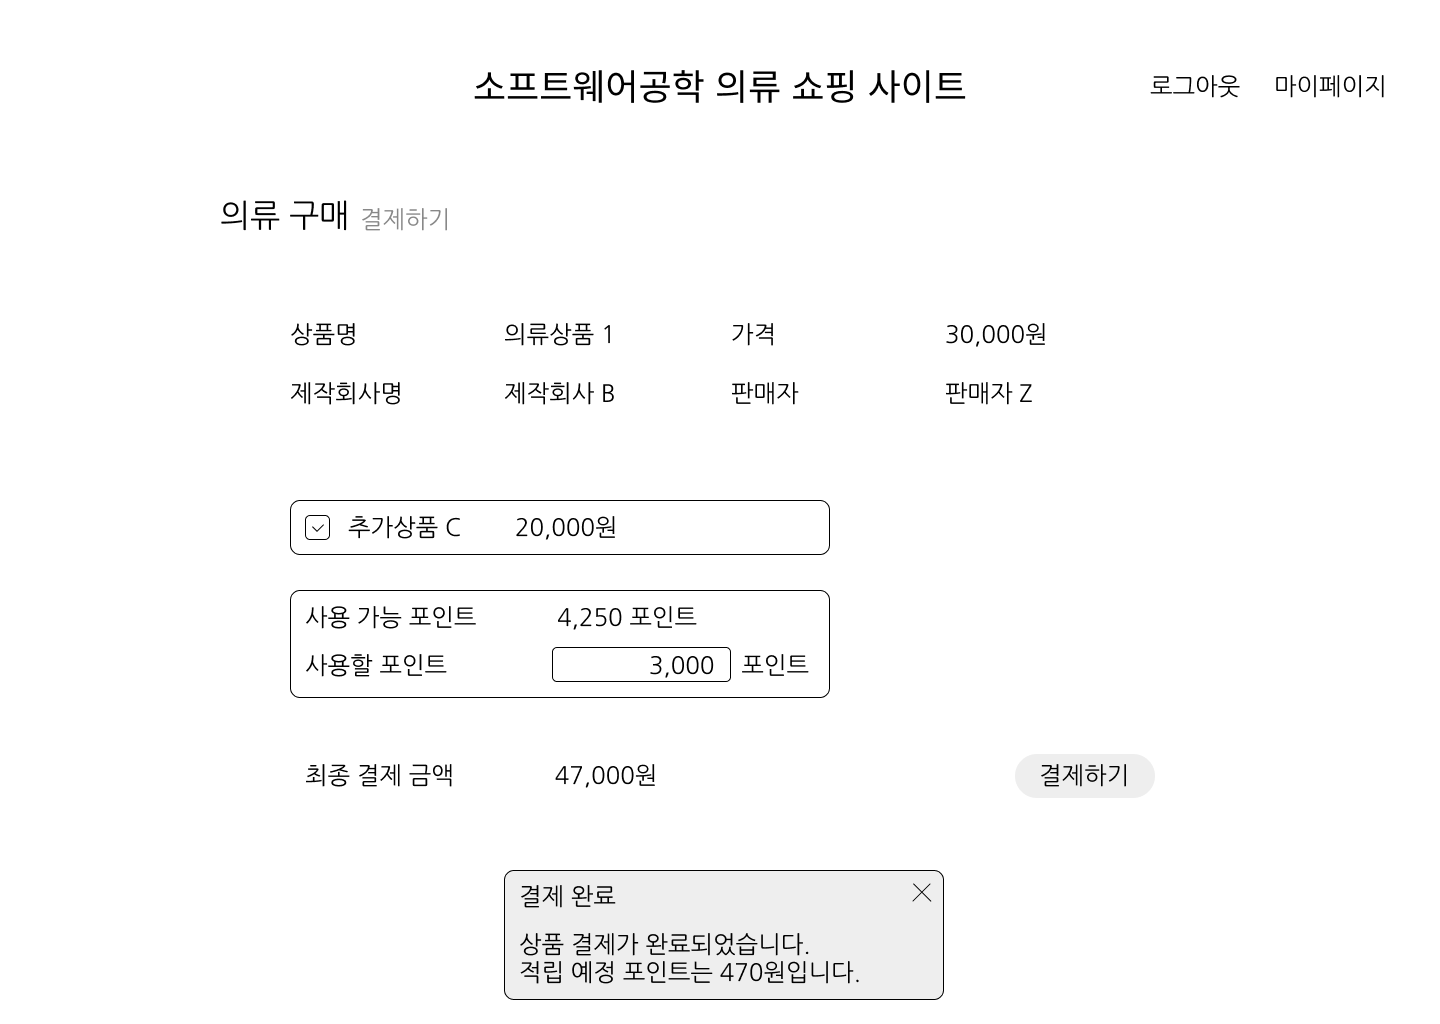 소프트웨어공학 의류 쇼핑 사이트
로그아웃 마이페이지
의류 구매 결제하기
상품명 의류상품 1 가격 30,000원
제작회사명 제작회사 B 판매자 판매자 Z
추가상품 C 20,000원
사용 가능 포인트 4,250 포인트
사용할 포인트 3,000 포인트
최종 결제 금액 47,000원 결제하기
결제 완료
상품 결제가 완료되었습니다.
적립 예정 포인트는 470원입니다.